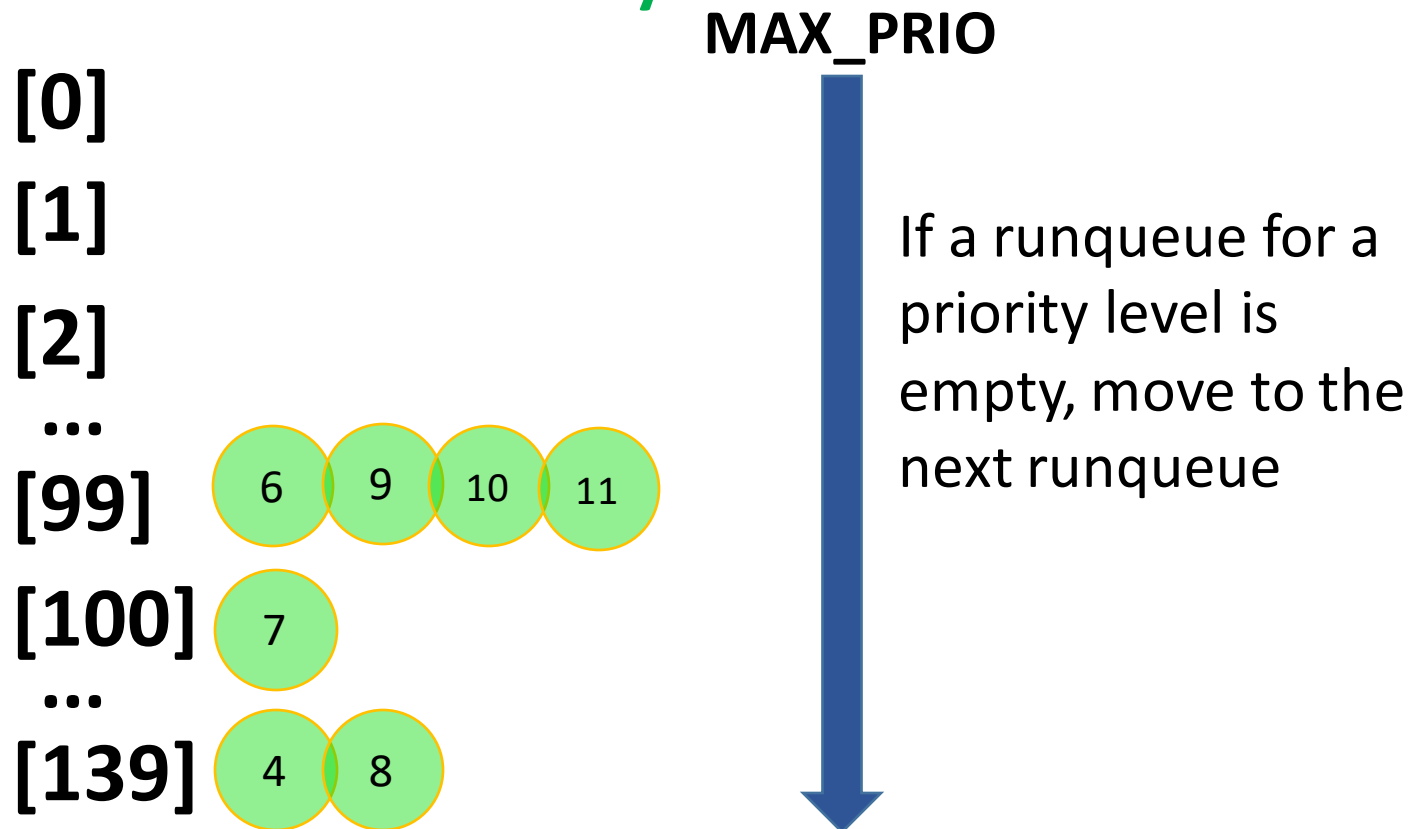 MAX_PRIO
[0]
[1]
[2]
...
[99] 6 9 10 11
[100] 7
...
[139] 4 8
If a runqueue for a
priority level is
empty, move to the
next runqueue